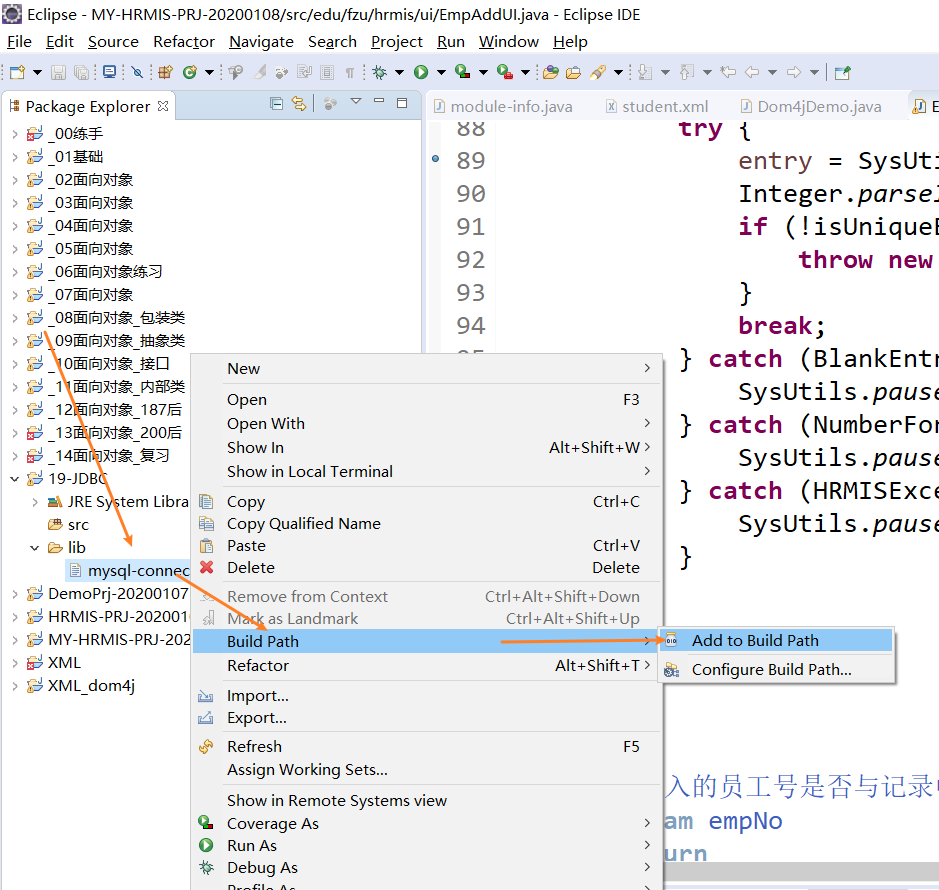 Eclipse - MY-HRMIS-PRJ-20200108/src/edu/fzu/hrmis/ui/EmpAddUI.java - Eclipse IDE
File Edit Source Refactor Navigate Search Project Run Window Help
Package Explorer
module-info.java student.xml Dom4jDemo.java E
_00练手
_01基础
_02面向对象
_03面向对象
_04面向对象
_05面向对象
_06面向对象练习
_07面向对象
_08面向对象_包装类
_09面向对象_抽象类
_10面向对象_接口
_11面向对象_内部类
_12面向对象_187后
_13面向对象_200后
_14面向对象_复习
19-JDBC
JRE System Libra
src
lib
mysql-connec
DemoPrj-20200107
HRMIS-PRJ-202010
MY-HRMIS-PRJ-202
XML
XML_dom4j
88 try {
89 entry = SysUti
90 Integer.parseI
91 if (!isUniqueE
92 throw new
93 }
94 break;
} catch (BlankEntr
SysUtils.pause
} catch (NumberFor
SysUtils.pause
} catch (HRMISExce
SysUtils.pause
}
New
Open F3
Open With
Show In Alt+Shift+W
Show in Local Terminal
Copy Ctrl+C
Copy Qualified Name
Paste Ctrl+V
Delete Delete
Remove from Context Ctrl+Alt+Shift+Down
Mark as Landmark Ctrl+Alt+Shift+Up
Build Path
Refactor Alt+Shift+T
Import...
Export...
Refresh F5
Assign Working Sets...
Show in Remote Systems view
Coverage As
Run As
Debug As
Profile As
Add to Build Path
Configure Build Path...
入的员工号是否与记录
am empNo
urn